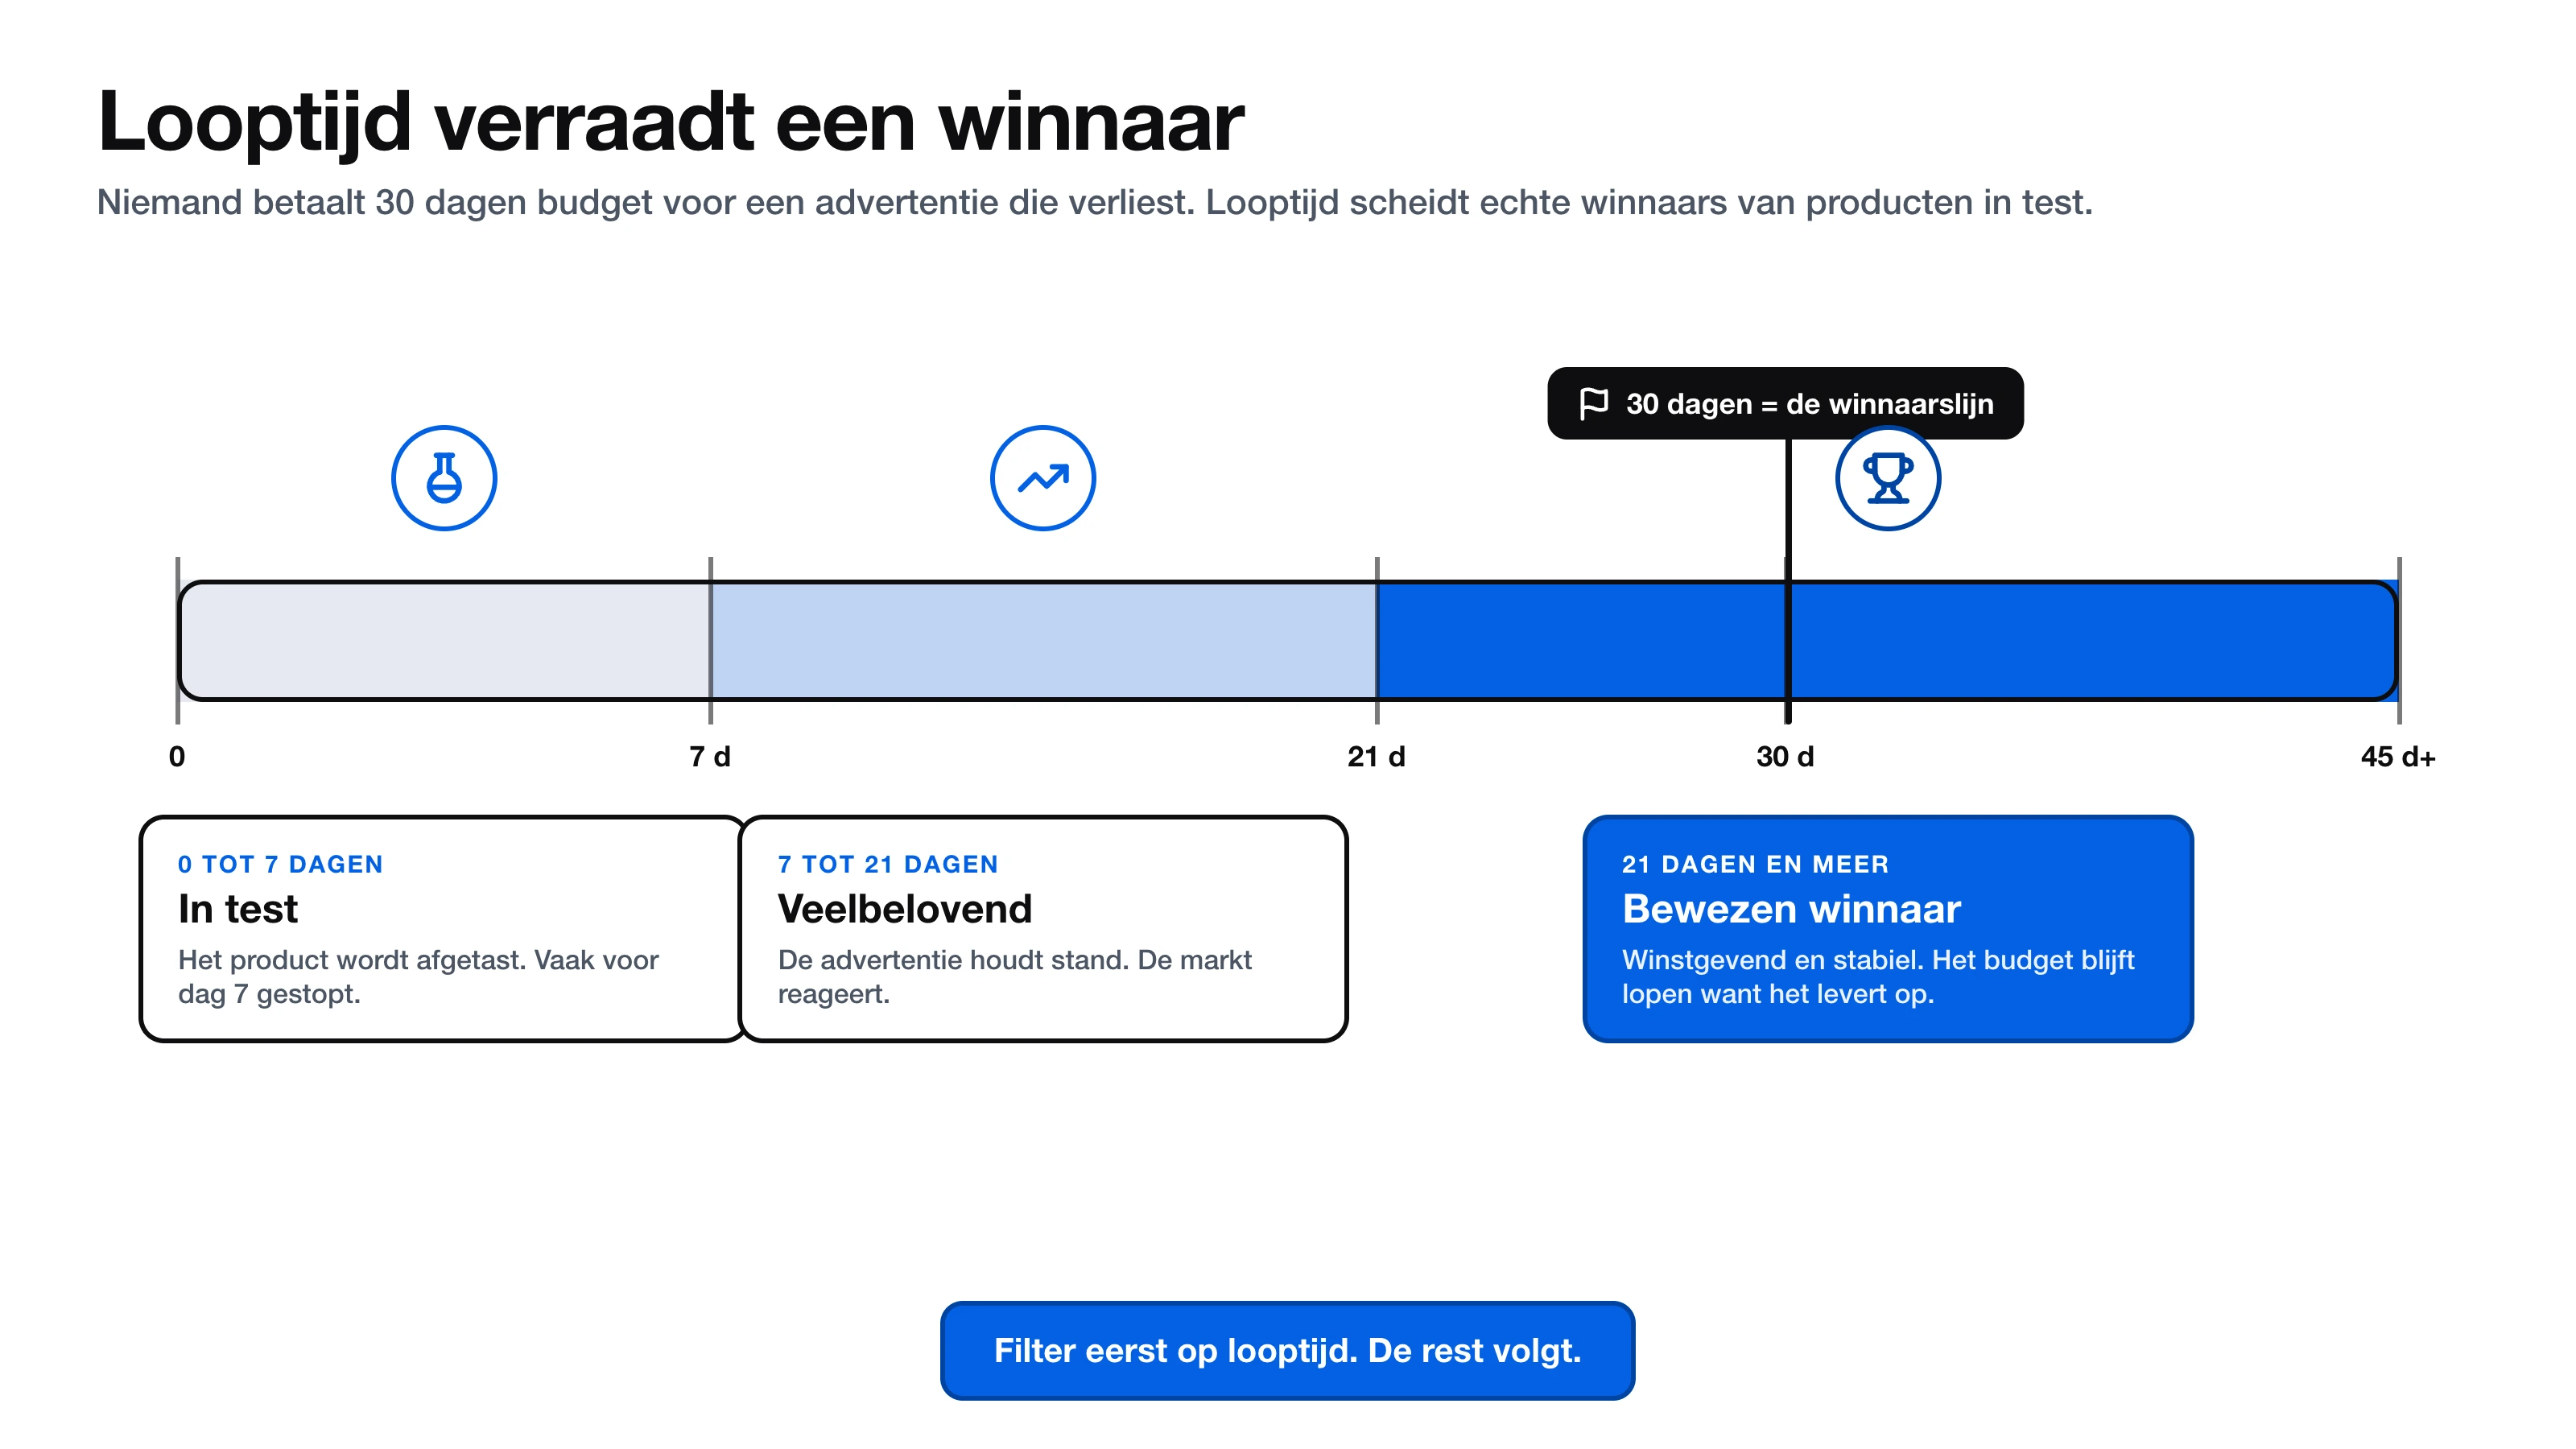 Looptijd verraadt een winnaar
Niemand betaalt 30 dagen budget voor een advertentie die verliest. Looptijd scheidt echte winnaars van producten in test.
30 dagen = de winnaarslijn
0
7 d
21 d
30 d
45 d+
0 TOT 7 DAGEN
In test
Het product wordt afgetast. Vaak voor
dag 7 gestopt.
7 TOT 21 DAGEN
Veelbelovend
De advertentie houdt stand. De markt
reageert.
21 DAGEN EN MEER
Bewezen winnaar
Winstgevend en stabiel. Het budget blijft
lopen want het levert op.
Filter eerst op looptijd. De rest volgt.